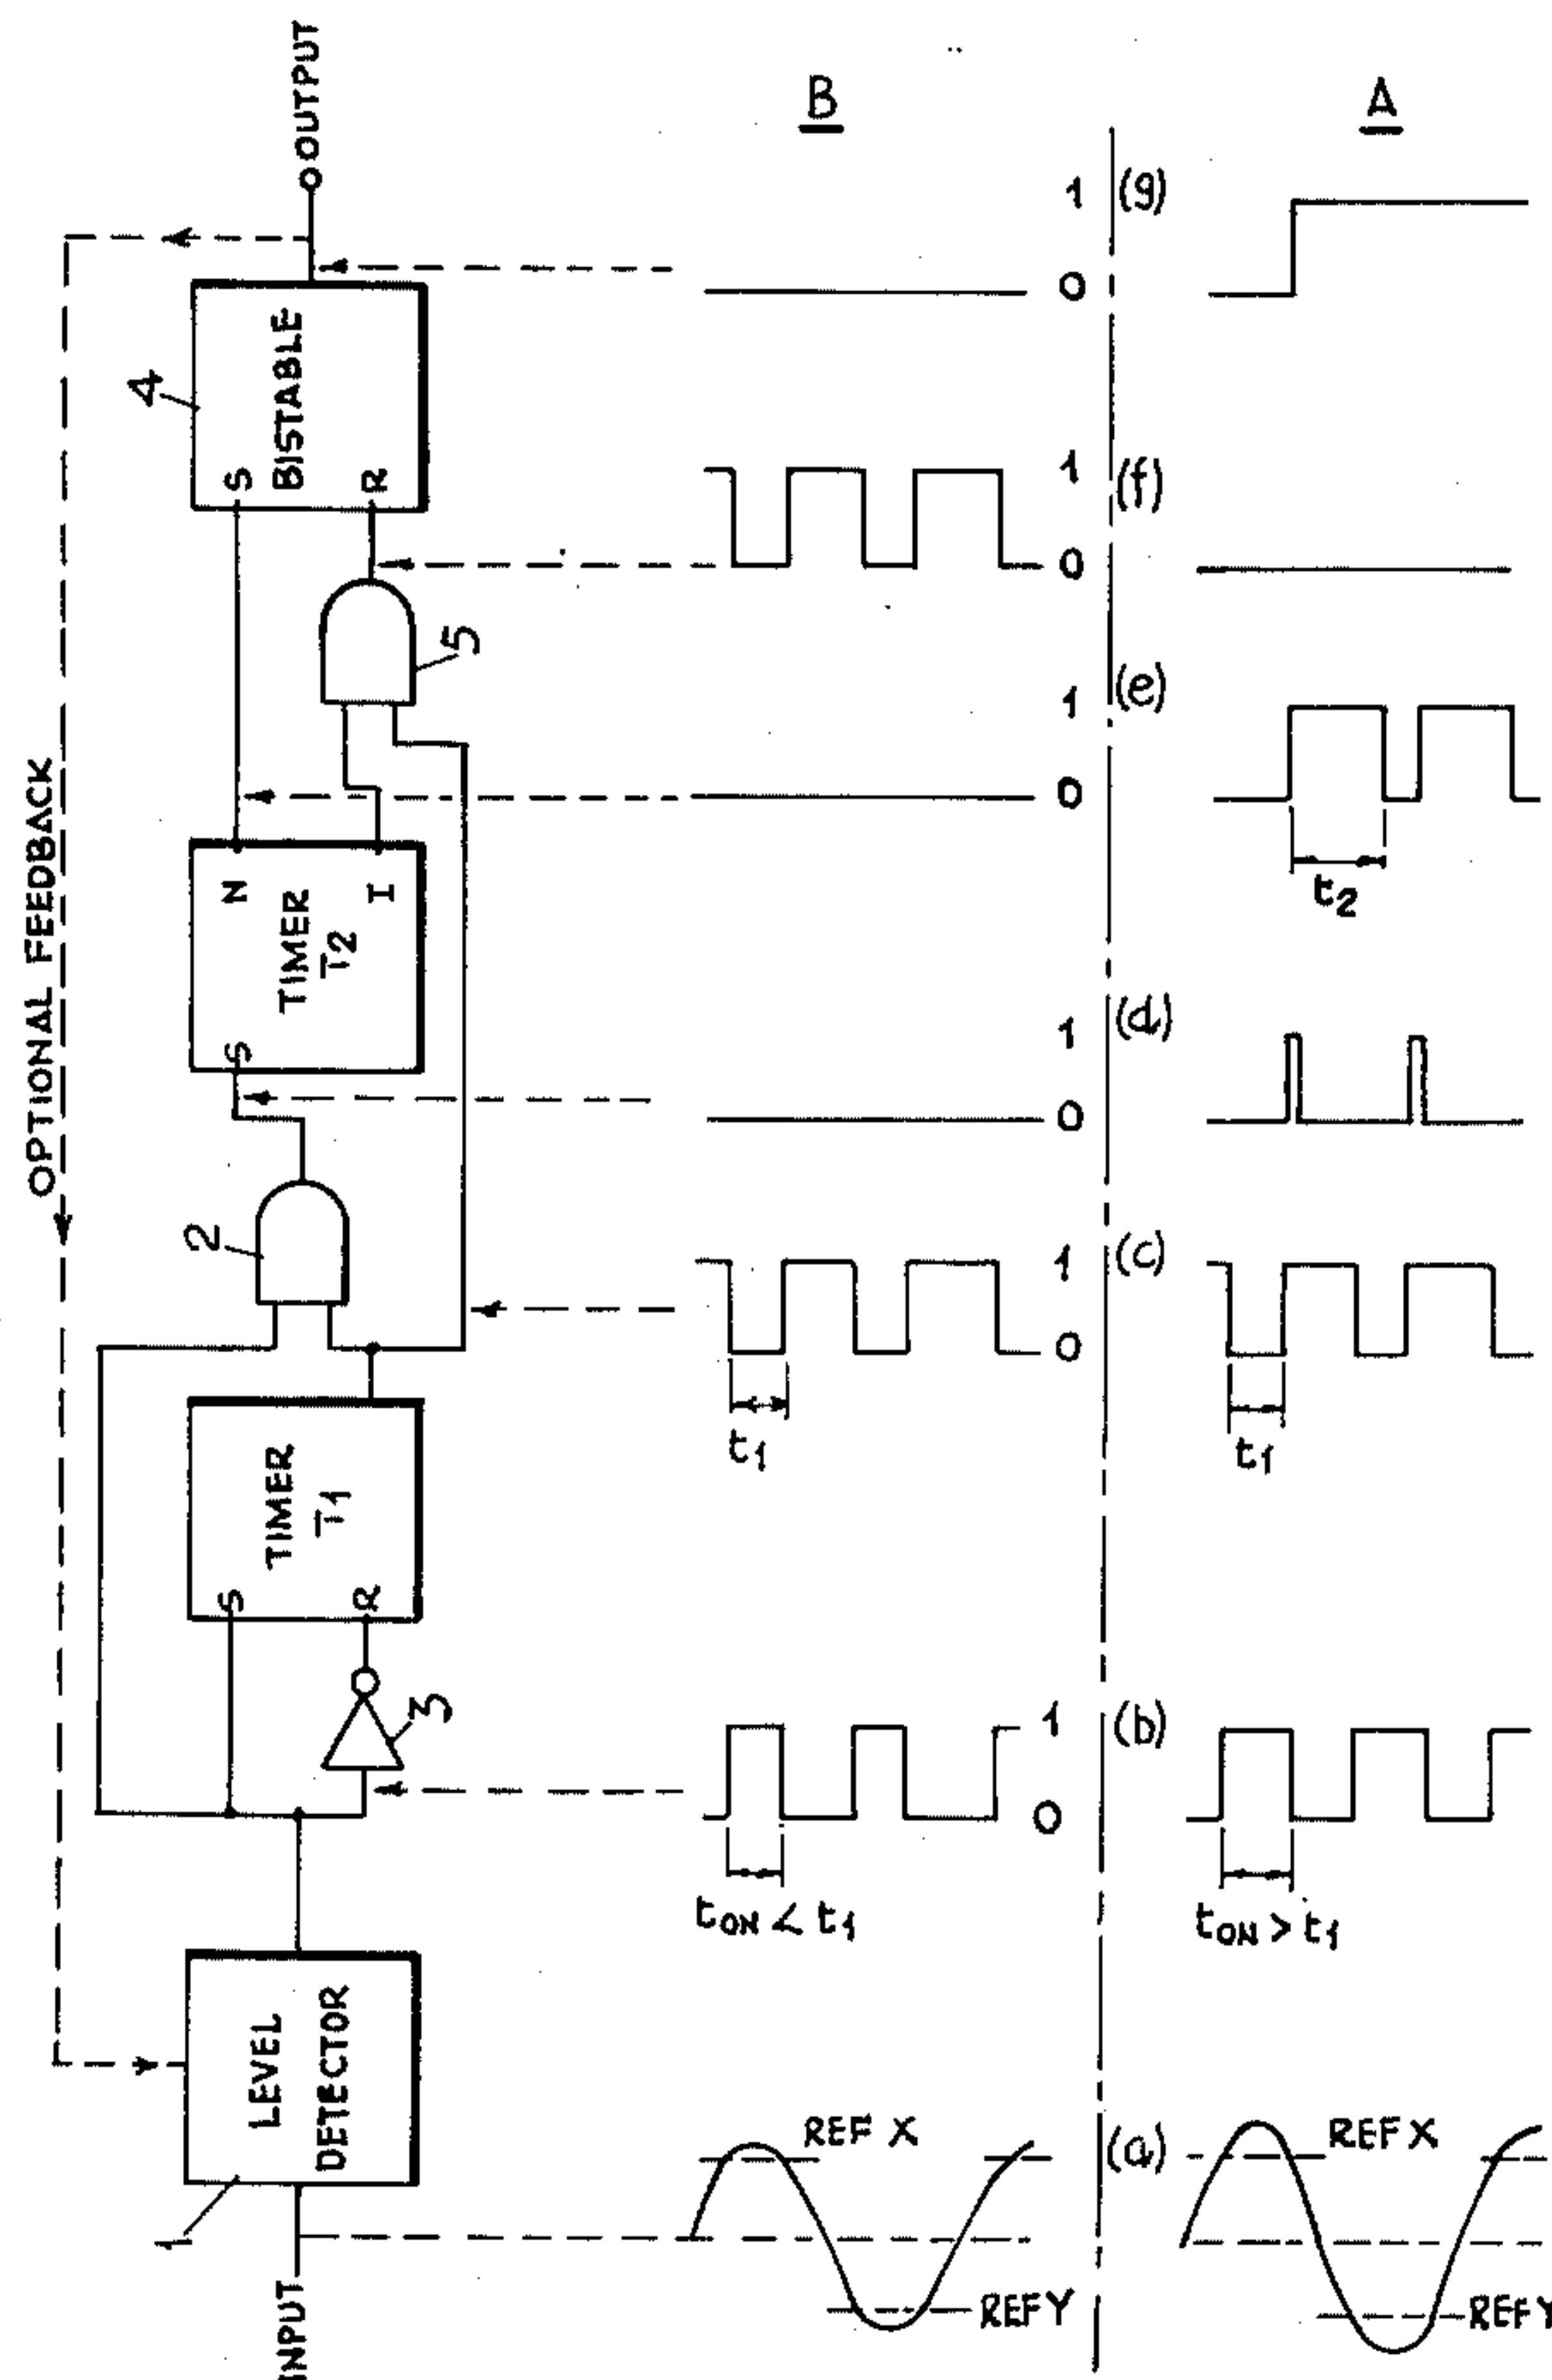 OPTIONAL FEEDBACK
INPUT
LEVEL
DETECTOR
1
S
R
TIMER
T1
3
2
S
TIMER
T2
N
I
5
S
R
BISTABLE
4
OUTPUT
B
A
1
0
(g)
1
0
(f)
1
0
(e)
t2
1
0
(d)
1
0
(c)
t1
t1
1
0
(b)
tON < t1
tON > t1
REF X
REF Y
(a)
REF X
REF Y